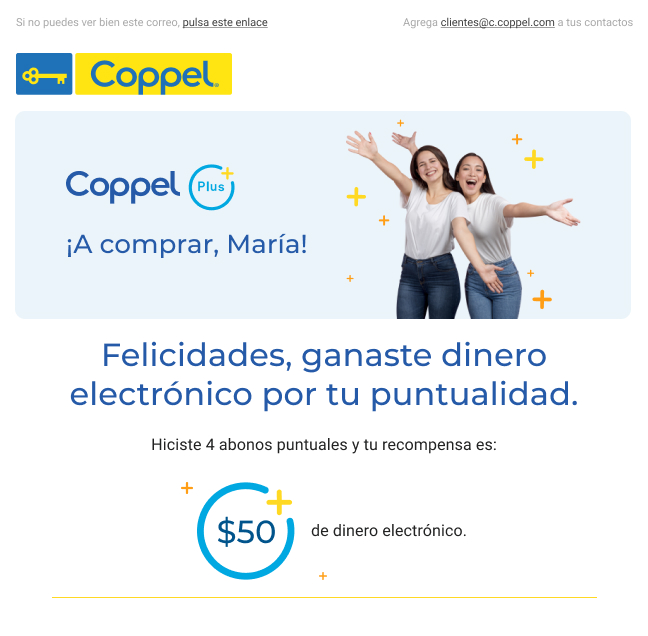 Si no puedes ver bien este correo, pulsa este enlace
Agrega clientes@c.coppel.com a tus contactos
Coppel
Coppel Plus
¡A comprar, María!
Felicidades, ganaste dinero
electrónico por tu puntualidad.
Hiciste 4 abonos puntuales y tu recompensa es:
$50
de dinero electrónico.